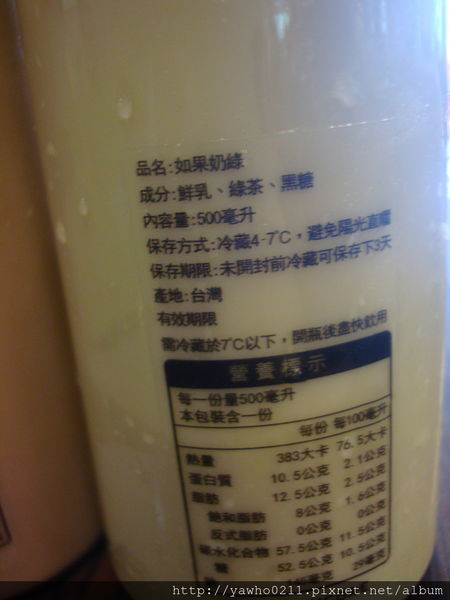 品名:如果奶綠
成分:鮮乳、綠茶、黑糖
內容量:500毫升
保存方式:冷藏4-7℃,避免陽光直曬
保存期限:未開封前冷藏可保存下3天
產地:台灣
有效期限
需冷藏於7℃以下,開瓶後盡快飲用
營養標示
每一份量500毫升
本包裝含一份
每份 每100毫升
熱量 383大卡 76.5大卡
蛋白質 10.5公克 2.1公克
脂肪 12.5公克 2.5公克
飽和脂肪 8公克 1.6公克
反式脂肪 0公克 0公克
碳水化合物 57.5公克 11.5公克
糖 52.5公克 10.5公克
毫克 29毫克
http://yawho0211.pixnet.net/album